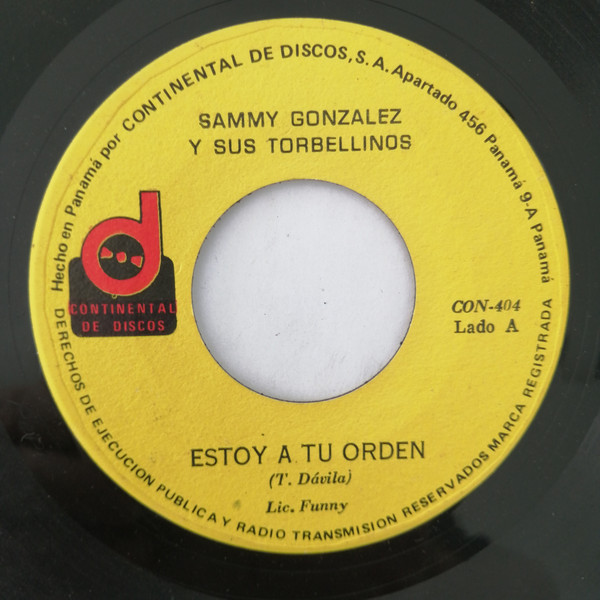 Hecho en Panamá por CONTINENTAL DE DISCOS, S.A. Apartado 456 Panamá 9-A Panamá
SAMMY GONZALEZ
Y SUS TORBELLINOS
d
CONTINENTAL
DE DISCOS
CON-404
Lado A
ESTOY A TU ORDEN
(T. Dávila)
Lic. Funny
DERECHOS DE EJECUCION PUBLICA Y RADIO TRANSMISION RESERVADOS MARCA REGISTRADA